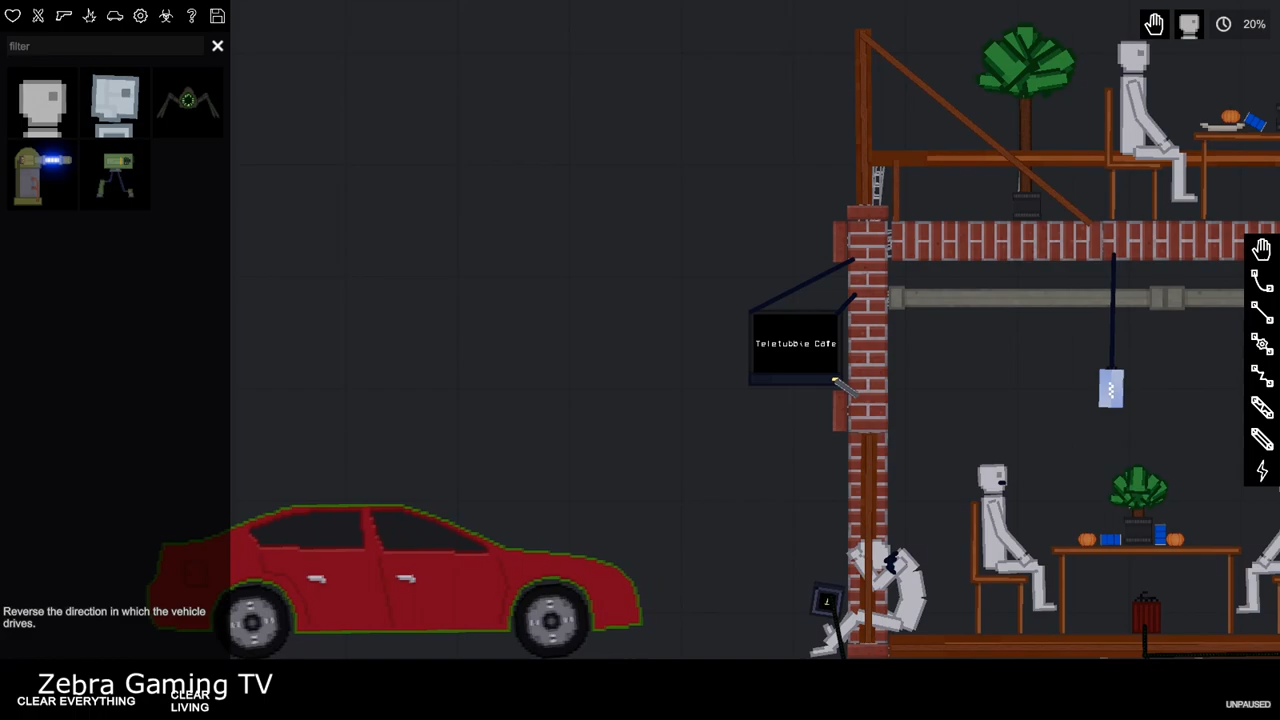 filter
20%
Teletubbie Cafe
Reverse the direction in which the vehicle
drives.
Zebra Gaming TV
CLEAR EVERYTHING
CLEAR
LIVING
UNPAUSED